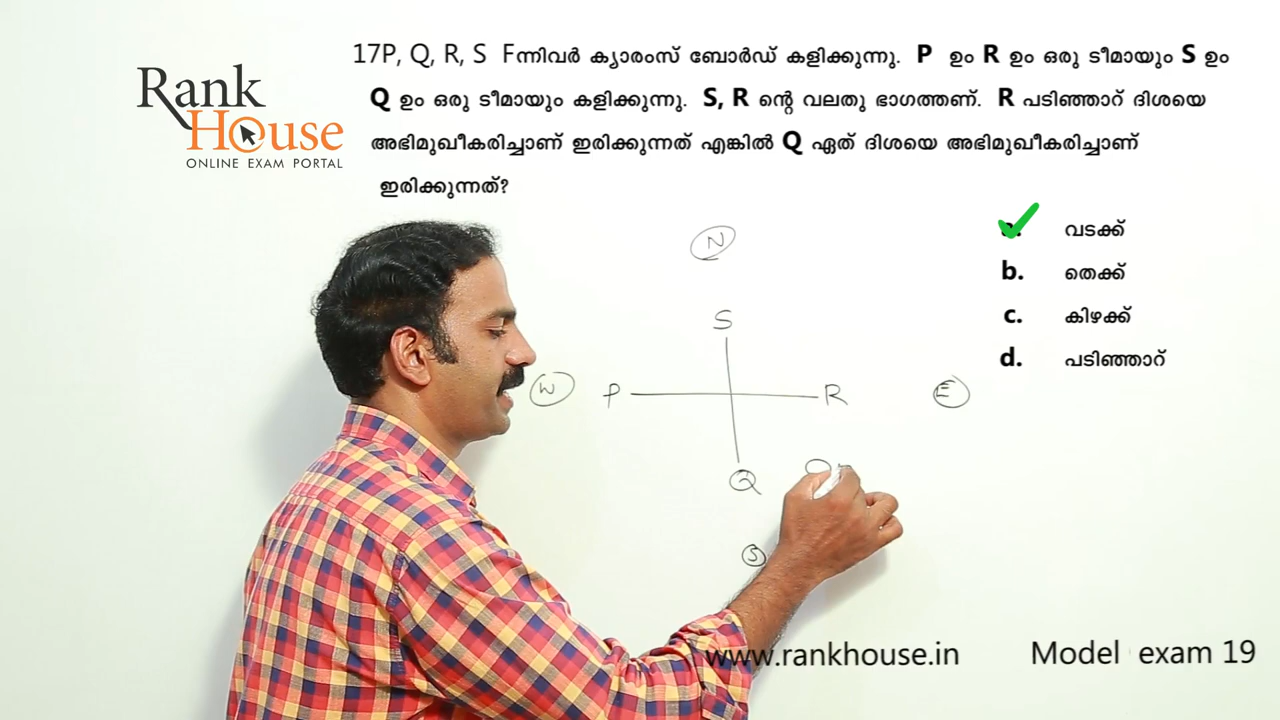 17P, Q, R, S Fന്നിവർ ക്യാരംസ് ബോർഡ് കളിക്കുന്നു. P ഉം R ഉം ഒരു ടീമായും S ഉം
Q ഉം ഒരു ടീമായും കളിക്കുന്നു. S, R ന്റെ വലതു ഭാഗത്തണ്. R പടിഞ്ഞാറ് ദിശയെ
അഭിമുഖീകരിച്ചാണ് ഇരിക്കുന്നത് എങ്കിൽ Q ഏത് ദിശയെ അഭിമുഖീകരിച്ചാണ്
ഇരിക്കുന്നത്?
Rank
House
ONLINE EXAM PORTAL
വടക്ക്
b. തെക്ക്
c. കിഴക്ക്
d. പടിഞ്ഞാറ്
N
S
W P R E
Q
S
www.rankhouse.in Model exam 19